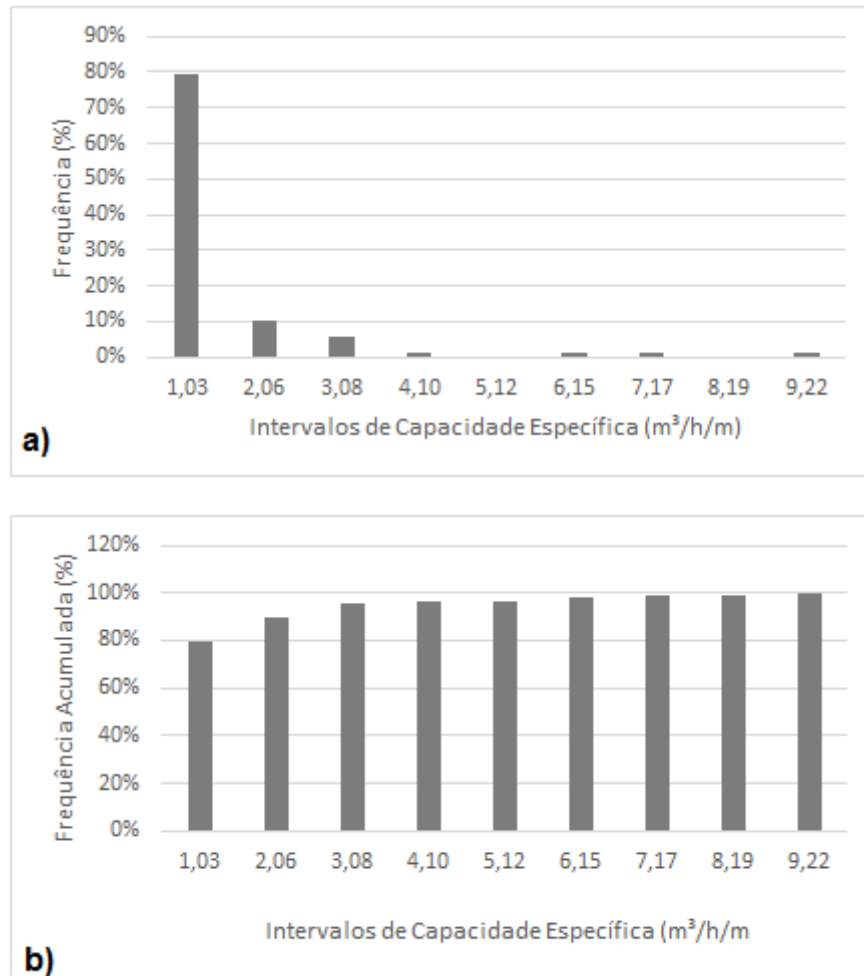 90%
80%
70%
60%
50%
40%
30%
20%
10%
0%
Frequência (%)
1,03 2,06 3,08 4,10 5,12 6,15 7,17 8,19 9,22
Intervalos de Capacidade Específica (m³/h/m)
a)
120%
100%
80%
60%
40%
20%
0%
Frequência Acumulada (%)
1,03 2,06 3,08 4,10 5,12 6,15 7,17 8,19 9,22
Intervalos de Capacidade Específica (m³/h/m
b)